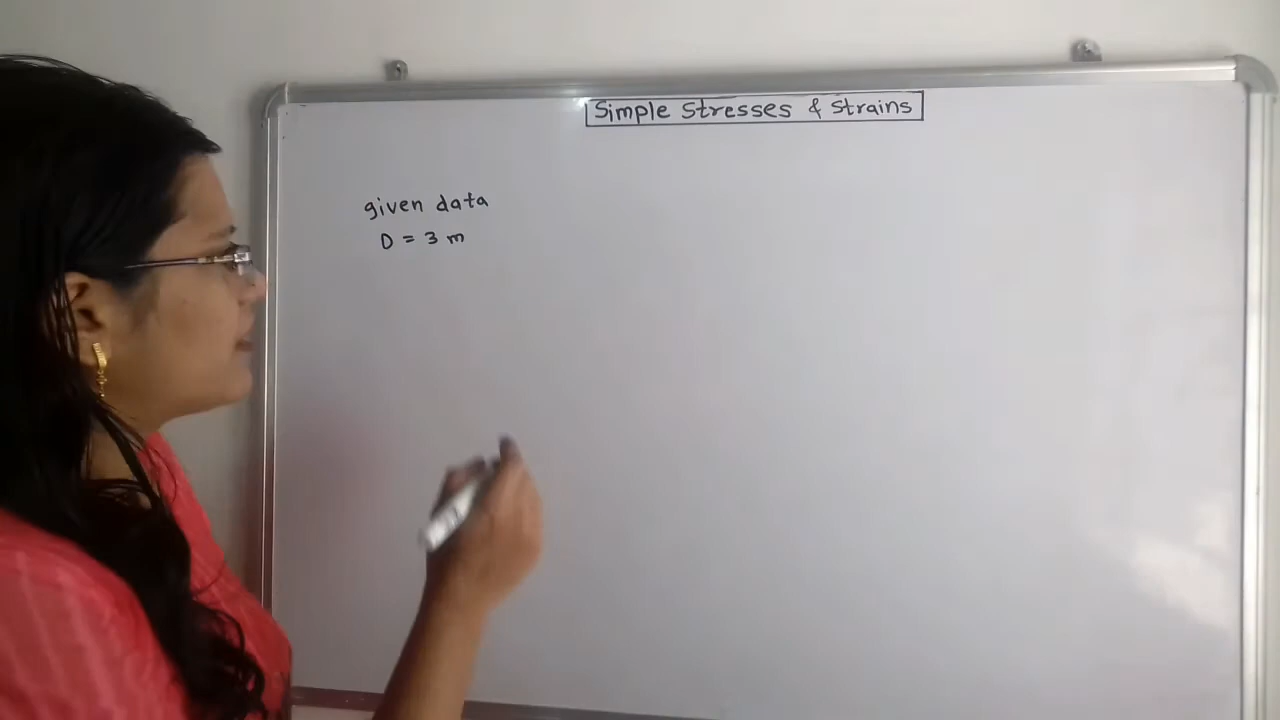 Simple Stresses & Strains
given data
D = 3 m